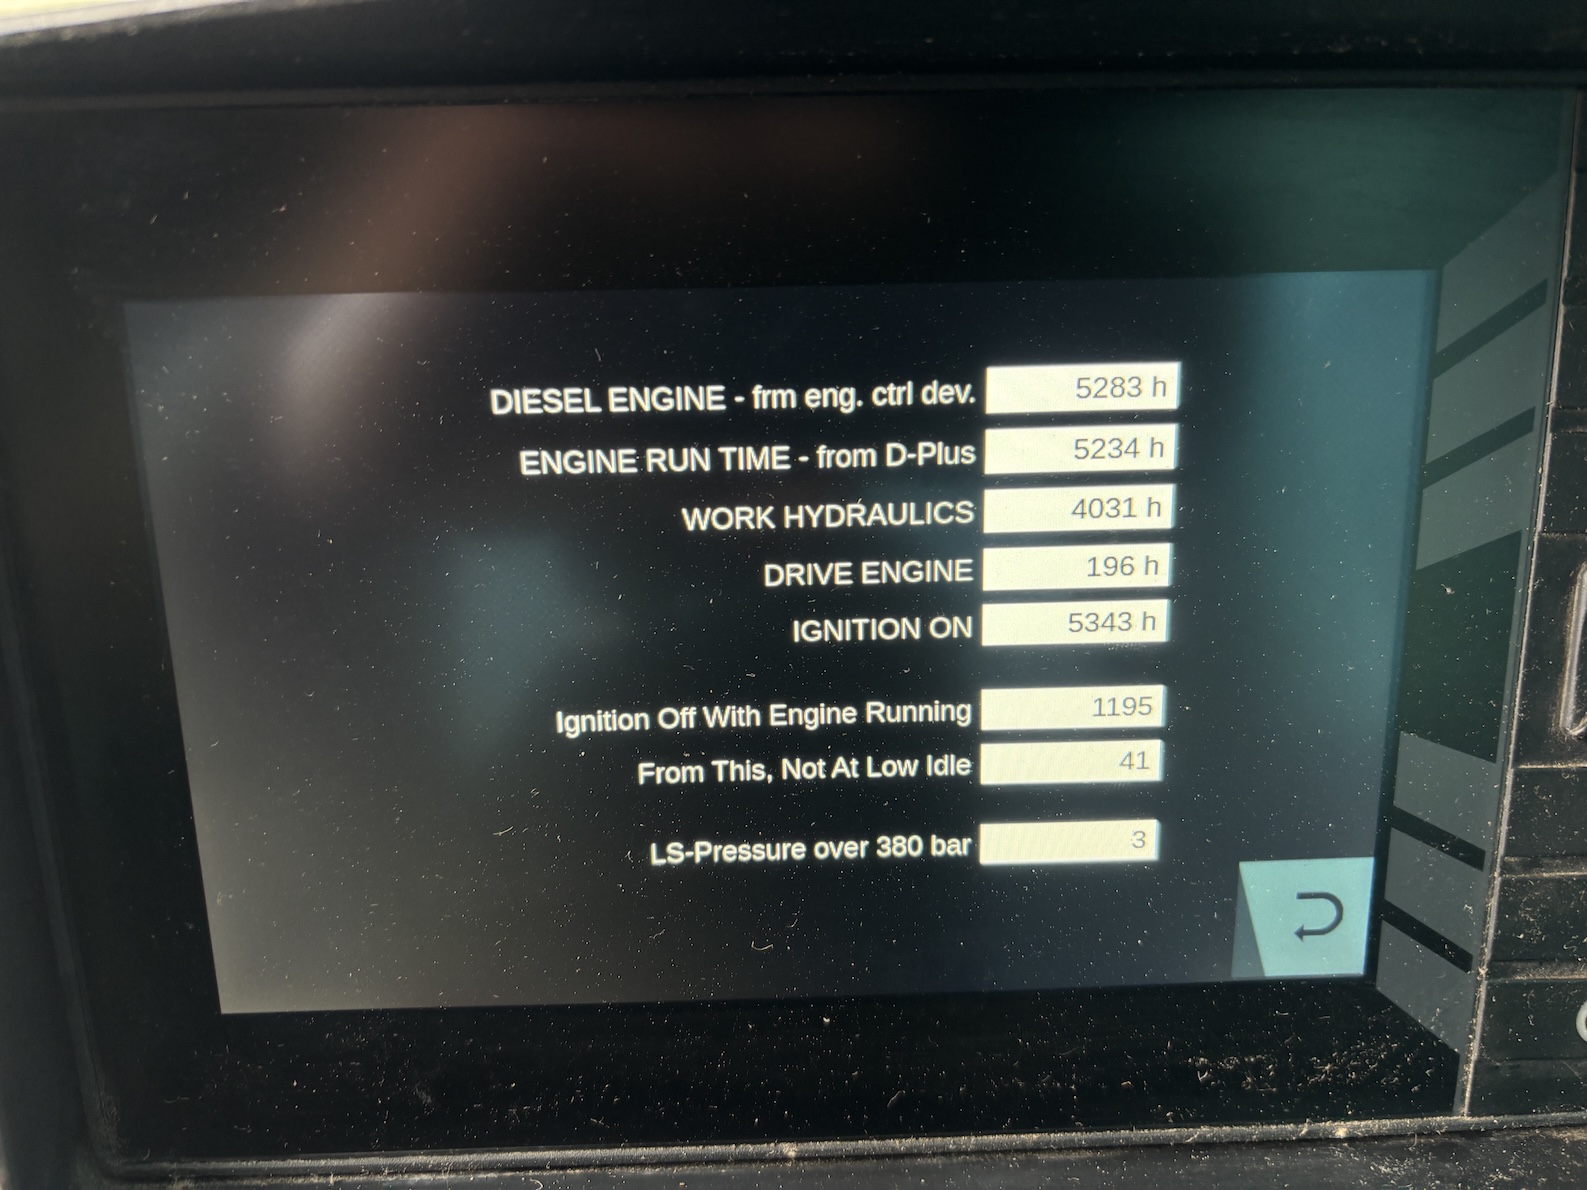 DIESEL ENGINE - frm eng. ctrl dev. 5283 h
ENGINE RUN TIME - from D-Plus 5234 h
WORK HYDRAULICS 4031 h
DRIVE ENGINE 196 h
IGNITION ON 5343 h
Ignition Off With Engine Running 1195
From This, Not At Low Idle 41
LS-Pressure over 380 bar 3